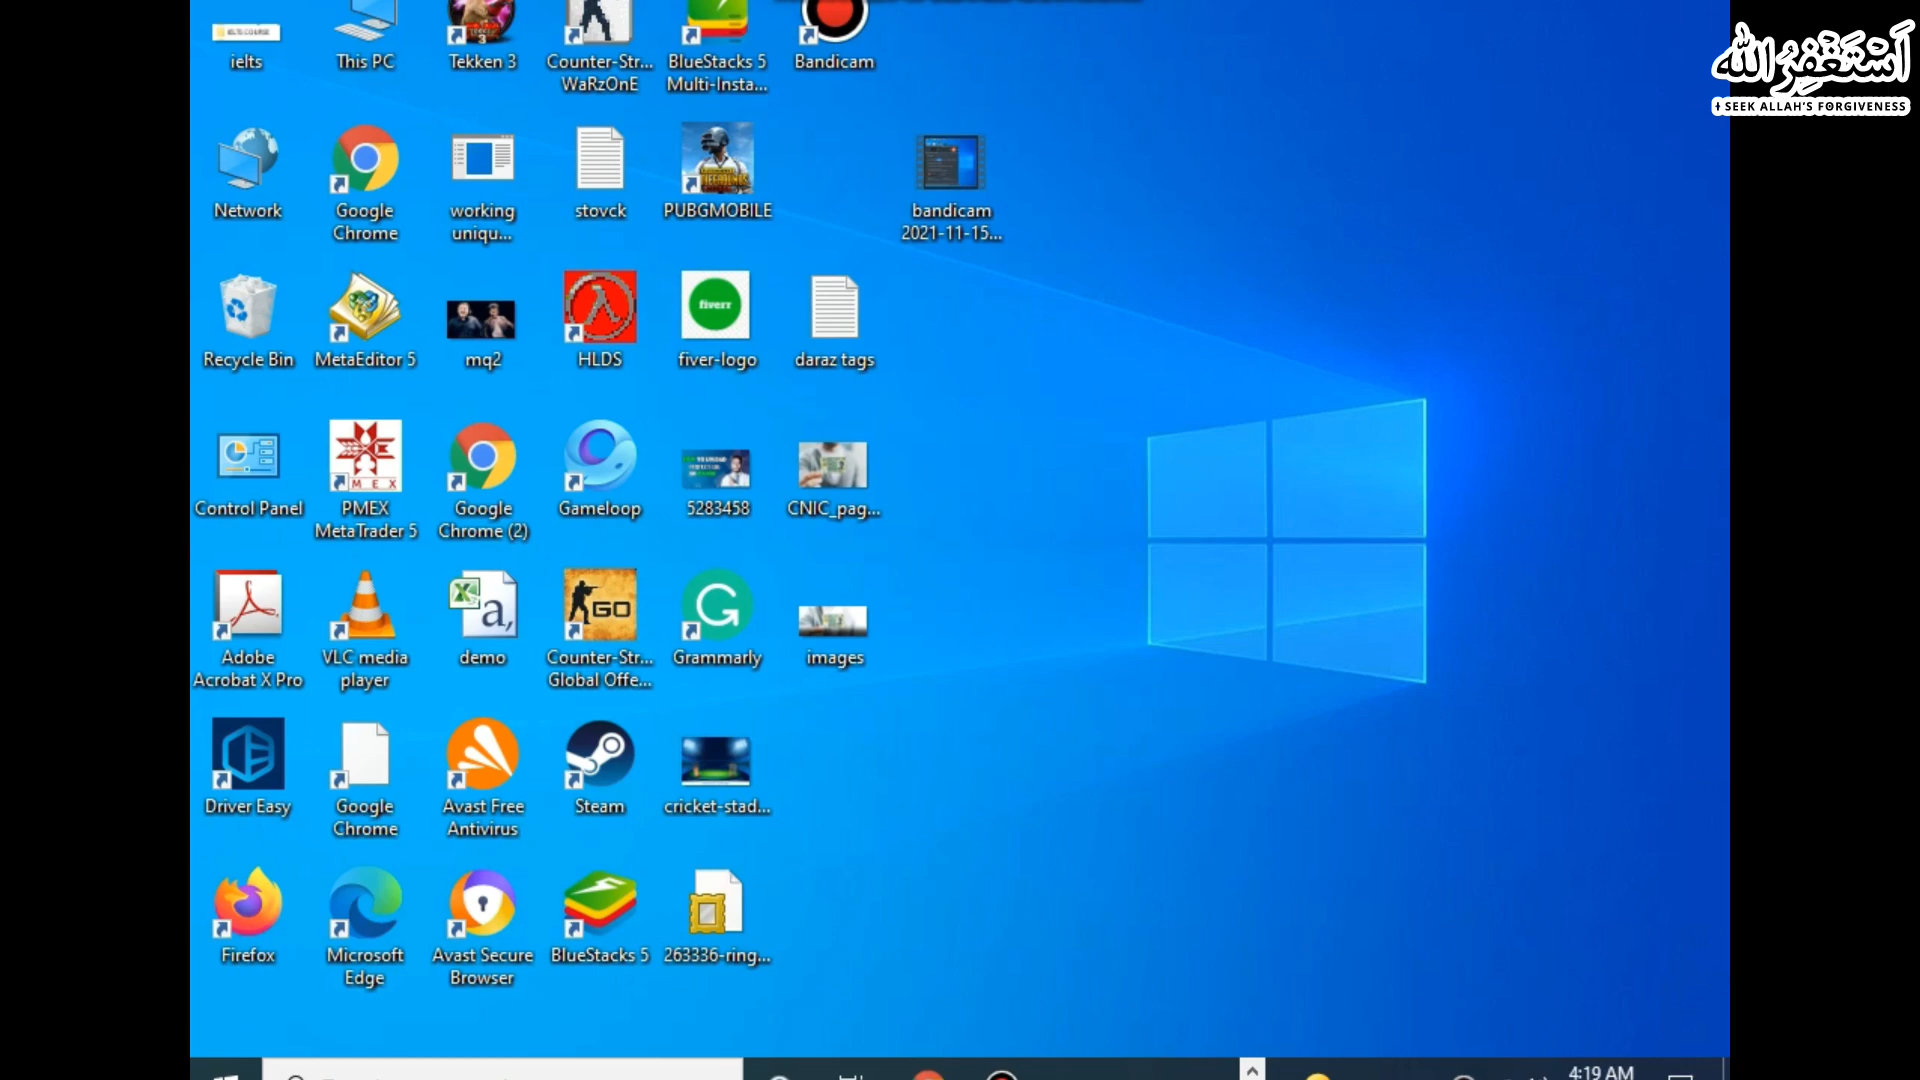 ielts
This PC
Tekken 3
Counter-Str...
WaRzOnE
BlueStacks 5
Multi-Insta...
Bandicam
أَسْتَغْفِرُ اللّٰه
I SEEK ALLAH'S FORGIVENESS
Network
Google
Chrome
working
uniqu...
stovck
PUBGMOBILE
bandicam
2021-11-15...
Recycle Bin
MetaEditor 5
mq2
HLDS
fiverr
fiver-logo
daraz tags
Control Panel
MEX
PMEX
MetaTrader 5
Google
Chrome (2)
Gameloop
5283458
CNIC_pag...
Adobe
Acrobat X Pro
VLC media
player
a,
demo
GO
Counter-Str...
Global Offe...
Grammarly
images
Driver Easy
Google
Chrome
Avast Free
Antivirus
Steam
cricket-stad...
Firefox
Microsoft
Edge
Avast Secure
Browser
BlueStacks 5
263336-ring...
4:19 AM